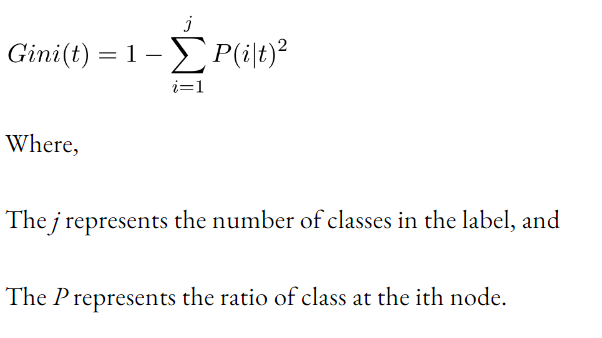 Gini(t) = 1 − ∑_{i=1}^{j} P(i|t)²
Where,
The j represents the number of classes in the label, and
The P represents the ratio of class at the ith node.